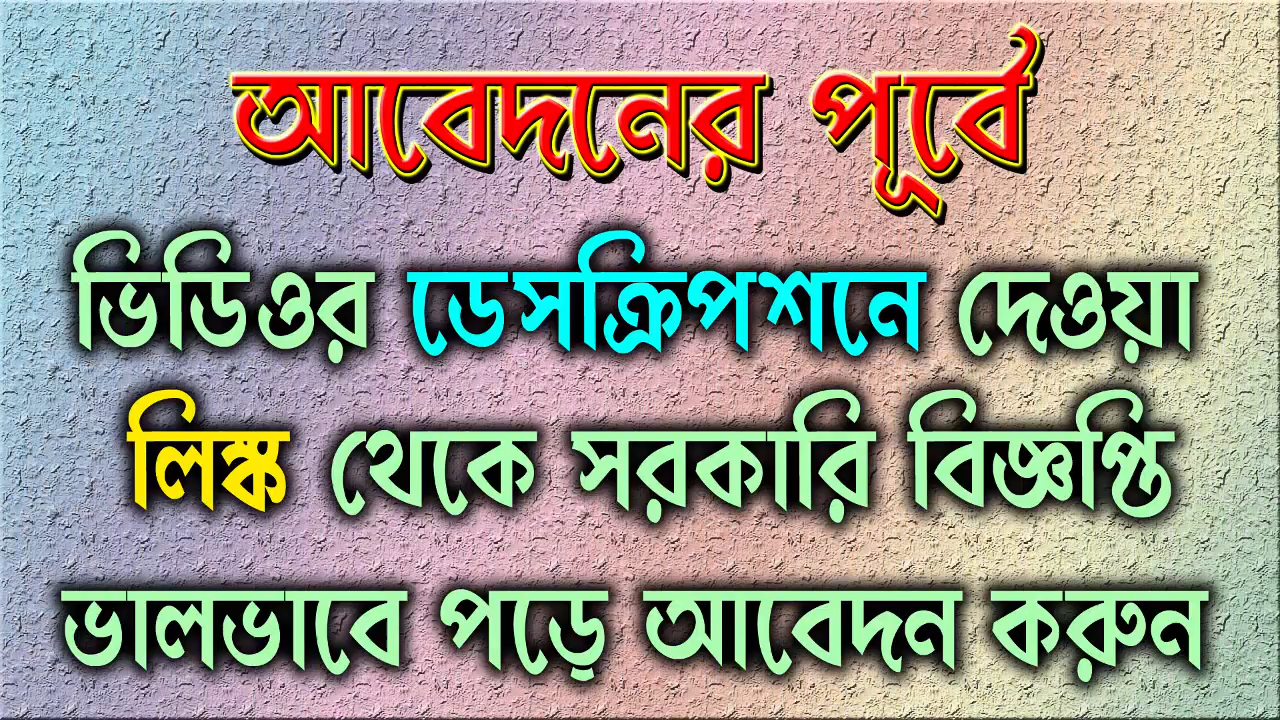 আবেদনের পূর্বে
ভিডিওর ডেসক্রিপশনে দেওয়া
লিঙ্ক থেকে সরকারি বিজ্ঞপ্তি
ভালভাবে পড়ে আবেদন করুন